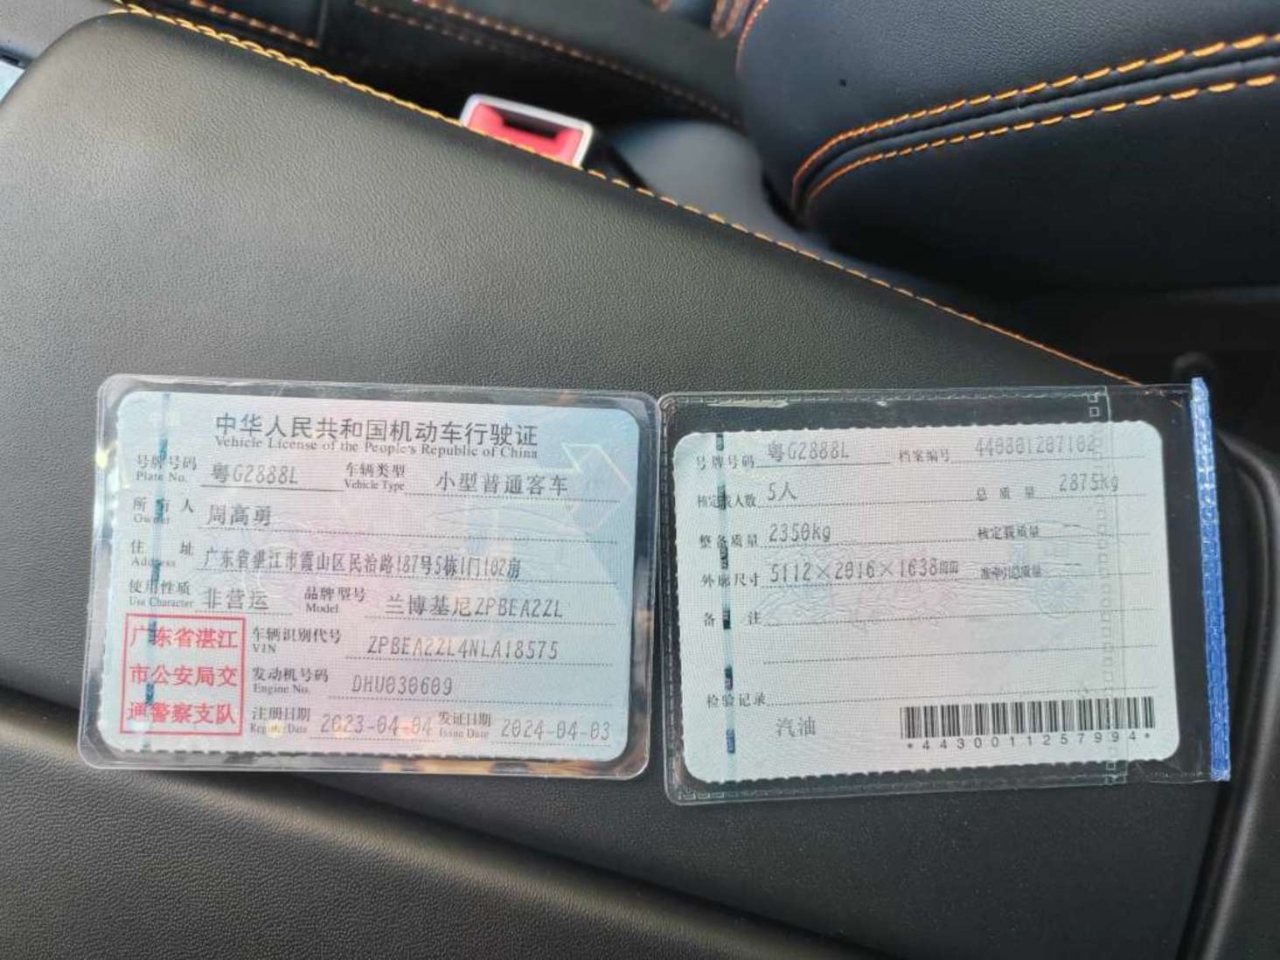 中华人民共和国机动车行驶证
Vehicle License of the People's Republic of China
号牌号码 粤G2888L 车辆类型 小型普通客车
Plate No. Vehicle Type
所有人 周高勇
Owner
住址 广东省湛江市霞山区民治路187号5栋1门102房
Address
使用性质 非营运 品牌型号 兰博基尼ZPBEA2ZL
Use Character Model
广东省湛江
市公安局交
通警察支队
车辆识别代号 ZPBEA2ZL4NLA18575
VIN
发动机号码 DHU030609
Engine No.
注册日期 2023-04-04 发证日期 2024-04-03
Register Date Issue Date
号牌号码 粤G2888L 档案编号 440801207102
核定载人数 5人 总质量 2875kg
整备质量 2350kg 核定载质量 --
外廓尺寸 5112×2016×1638mm 准牵引总质量 --
备注
检验记录
汽油
*4430011257994*